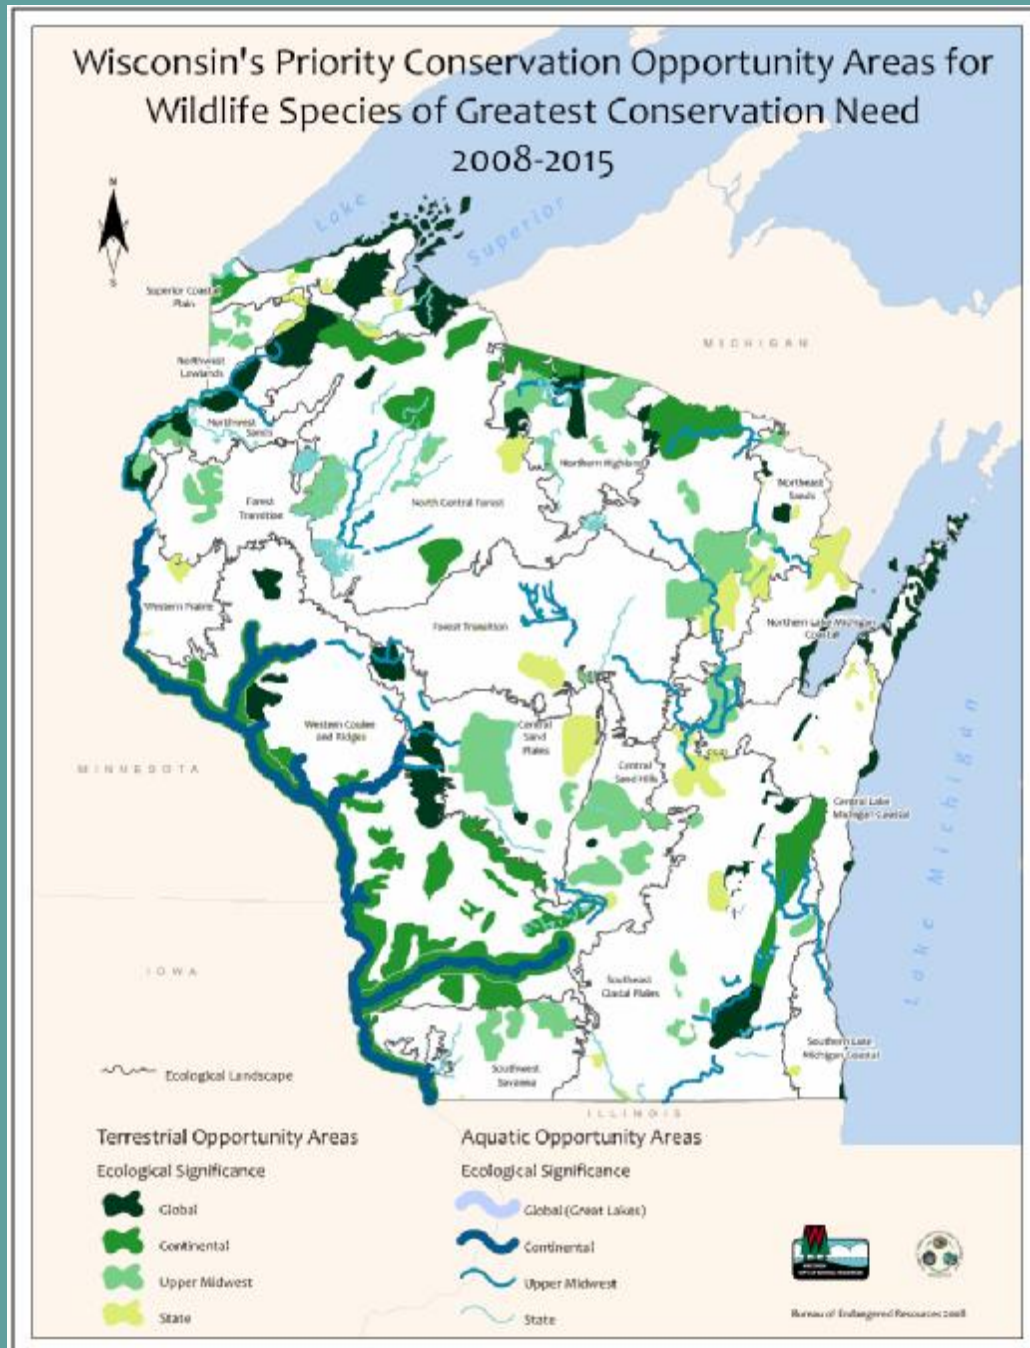 Wisconsin's Priority Conservation Opportunity Areas for
Wildlife Species of Greatest Conservation Need
2008-2015
N
S
Lake
Superior
Superior Coastal
Plain
MICHIGAN
Northwest
Lowlands
Northwest
Sands
Northern Highland
Northeast
Sands
Forest
Transition
North Central Forest
Western Prairie
Forest Transition
Northern Lake Michigan
Coastal
Western Coulee
and Ridges
Central
Sand
Plains
Central
Sand Hills
MINNESOTA
Central Lake
Michigan Coastal
Lake Michigan
IOWA
Southeast
Glacial Plains
Southern Lake
Michigan Coastal
Southwest
Savanna
ILLINOIS
Ecological Landscape
Terrestrial Opportunity Areas
Ecological Significance
Global
Continental
Upper Midwest
State
Aquatic Opportunity Areas
Ecological Significance
Global (Great Lakes)
Continental
Upper Midwest
State
W
WISCONSIN
Bureau of Endangered Resources 2008